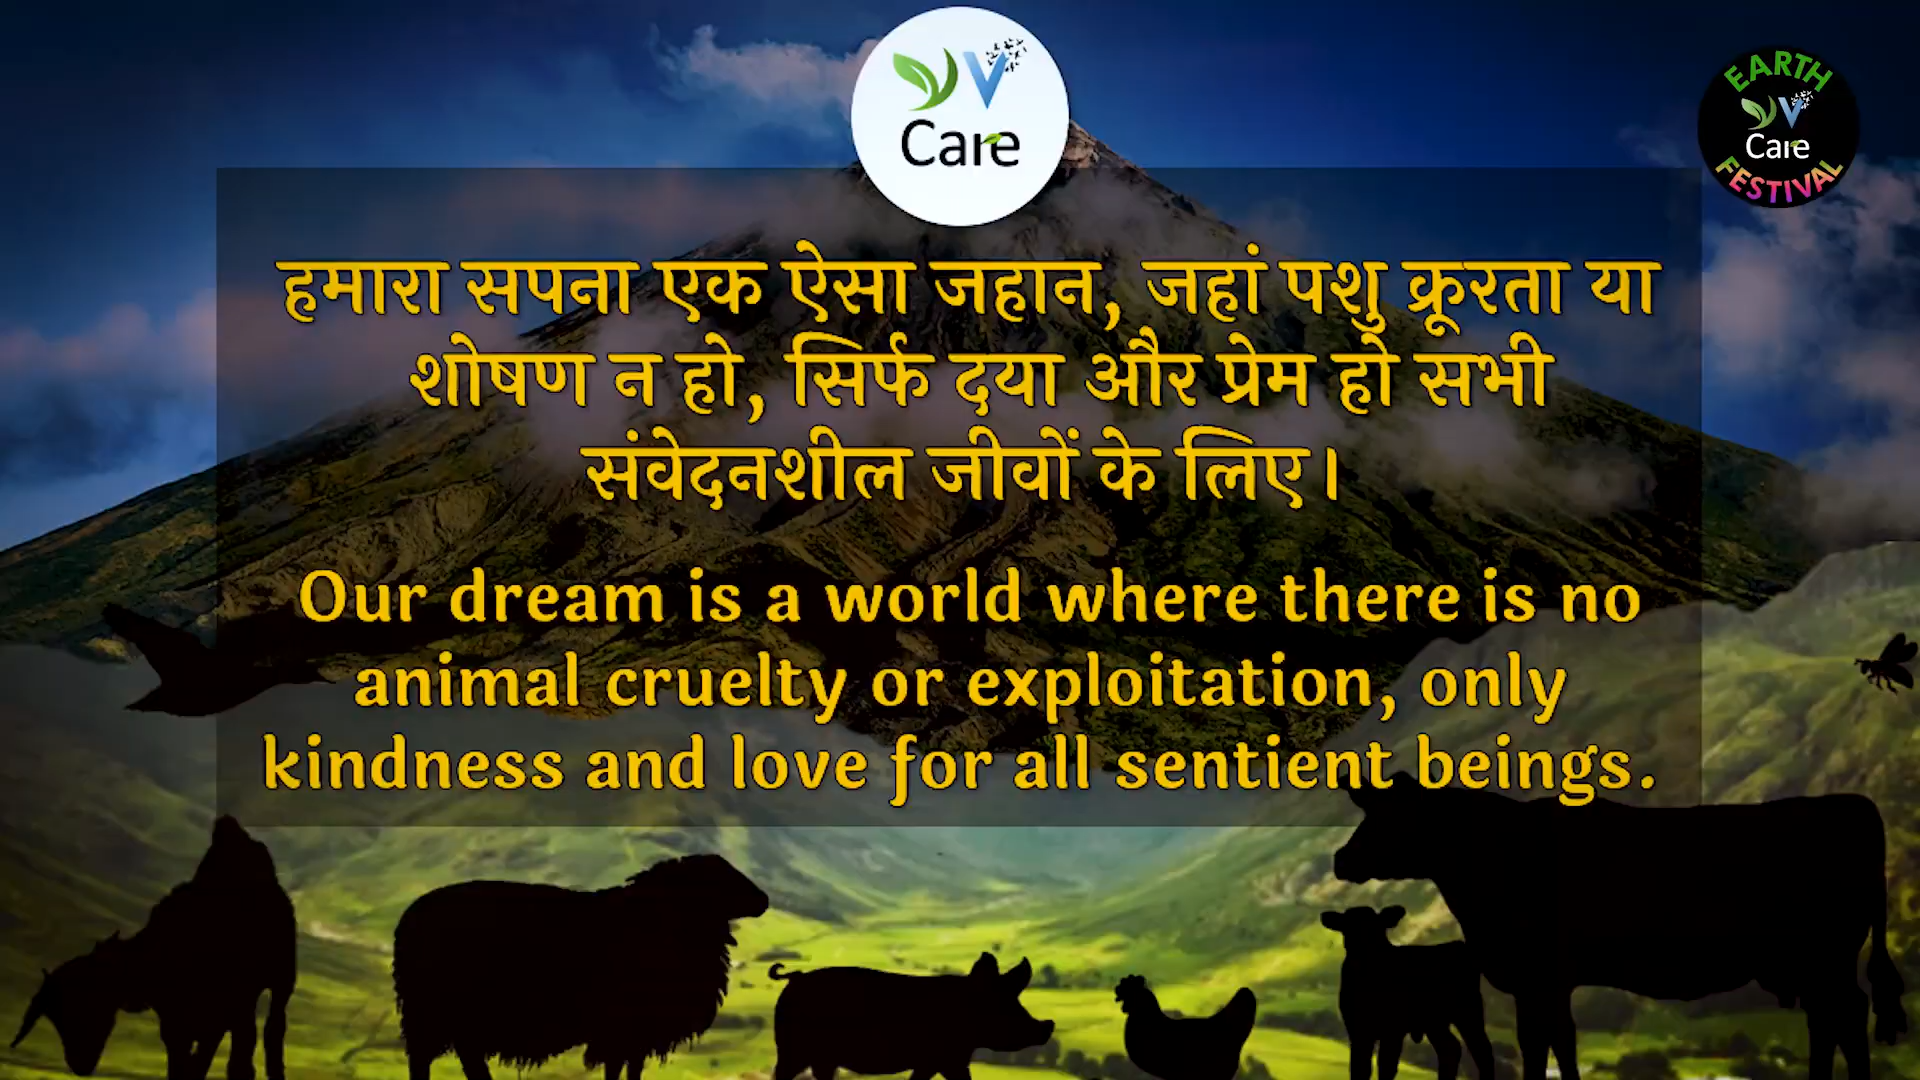 V Care
EARTH
V Care
FESTIVAL
हमारा सपना एक ऐसा जहान, जहां पशु क्रूरता या
शोषण न हो, सिर्फ दया और प्रेम हो सभी
संवेदनशील जीवों के लिए।
Our dream is a world where there is no
animal cruelty or exploitation, only
kindness and love for all sentient beings.